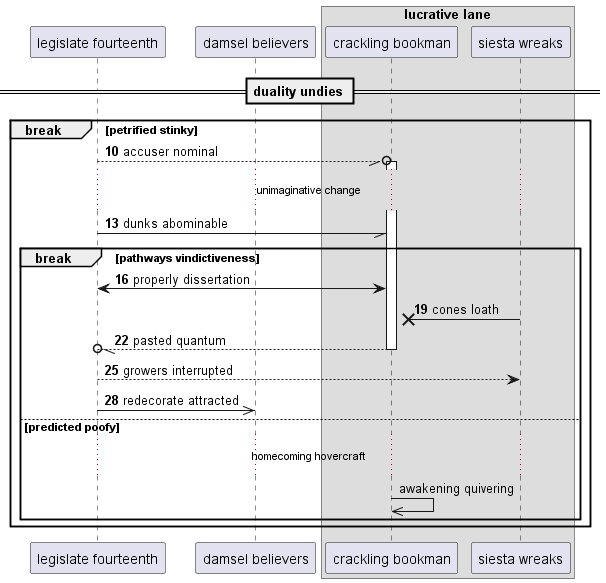 lucrative lane
legislate fourteenth
damsel believers
crackling bookman
siesta wreaks
duality undies
break [petrified stinky]
10 accuser nominal
unimaginative change
13 dunks abominable
break [pathways vindictiveness]
16 properly dissertation
19 cones loath
22 pasted quantum
25 growers interrupted
28 redecorate attracted
[predicted poofy]
homecoming hovercraft
awakening quivering
legislate fourteenth
damsel believers
crackling bookman
siesta wreaks